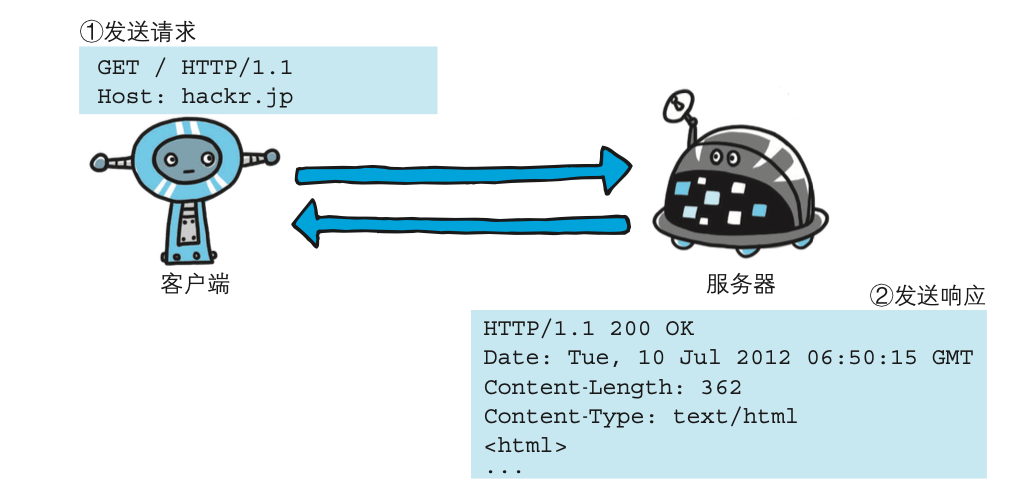 ①发送请求
GET / HTTP/1.1
Host: hackr.jp
客户端
服务器
②发送响应
HTTP/1.1 200 OK
Date: Tue, 10 Jul 2012 06:50:15 GMT
Content-Length: 362
Content-Type: text/html
<html>
...